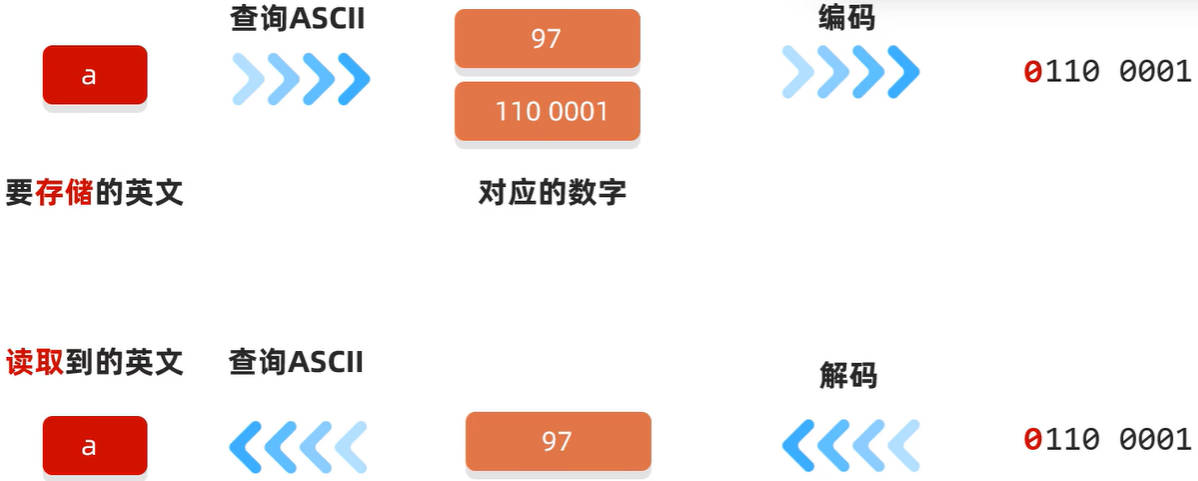 查询ASCII
编码
a
97
110 0001
0110 0001
要存储的英文
对应的数字
读取到的英文
查询ASCII
解码
a
97
0110 0001